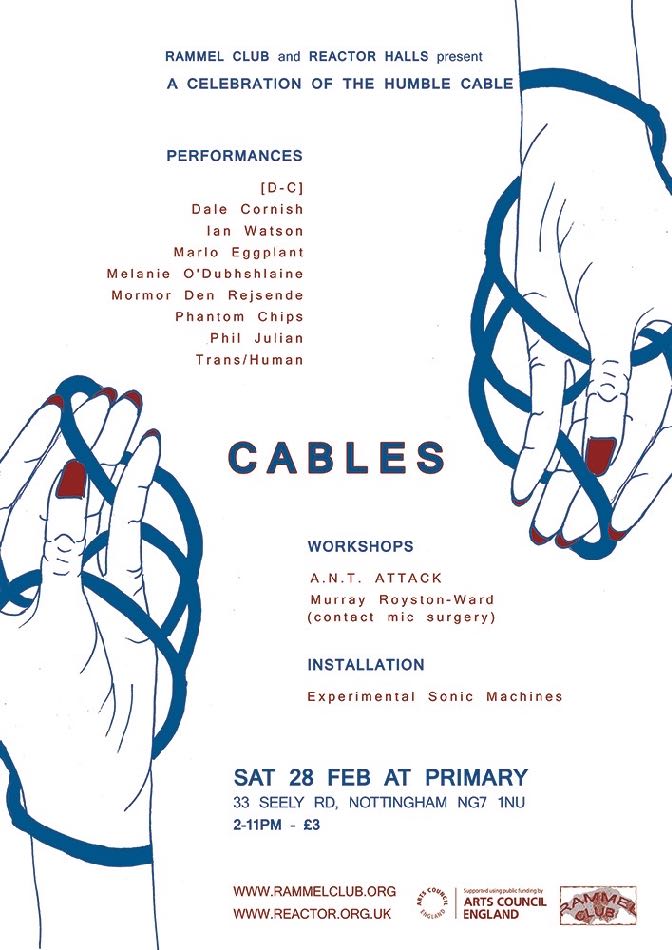 RAMMEL CLUB and REACTOR HALLS present
A CELEBRATION OF THE HUMBLE CABLE
PERFORMANCES
[D-C]
Dale Cornish
Ian Watson
Marlo Eggplant
Melanie O'Dubhshlaine
Mormor Den Rejsende
Phantom Chips
Phil Julian
Trans/Human
CABLES
WORKSHOPS
A.N.T. ATTACK
Murray Royston-Ward
(contact mic surgery)
INSTALLATION
Experimental Sonic Machines
SAT 28 FEB AT PRIMARY
33 SEELY RD, NOTTINGHAM NG7 1NU
2-11PM - £3
WWW.RAMMELCLUB.ORG
WWW.REACTOR.ORG.UK
ARTS COUNCIL
ENGLAND
Supported using public funding by
ARTS COUNCIL
ENGLAND
RAMMEL
CLUB